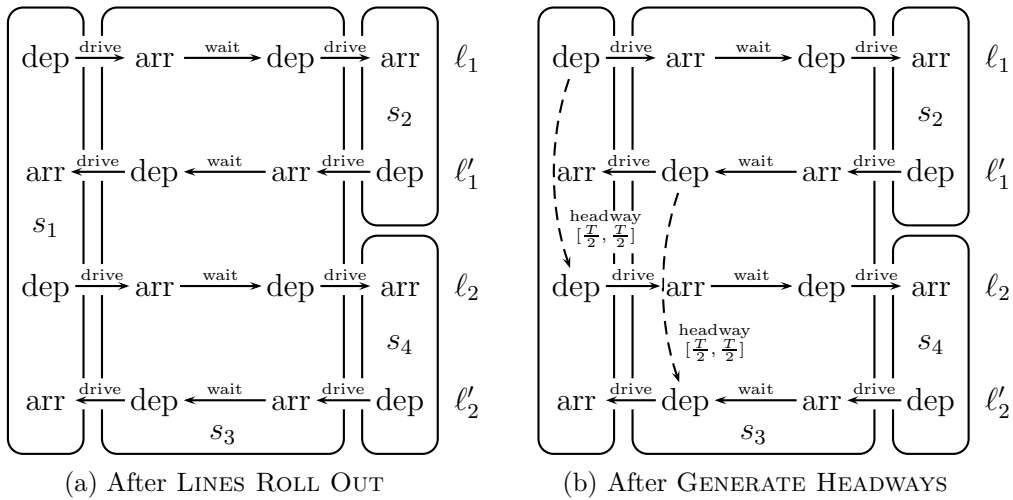 drive wait drive drive wait drive
dep arr dep arr ℓ₁ dep arr dep arr ℓ₁
s₂ s₂
drive wait drive drive wait drive
arr dep arr dep ℓ′₁ arr dep arr dep ℓ′₁
s₁ headway
[T/2, T/2]
drive wait drive drive wait drive
dep arr dep arr ℓ₂ dep arr dep arr ℓ₂
s₄ headway s₄
[T/2, T/2]
drive wait drive drive wait drive
arr dep arr dep ℓ′₂ arr dep arr dep ℓ′₂
s₃ s₃
(a) After LINES ROLL OUT (b) After GENERATE HEADWAYS